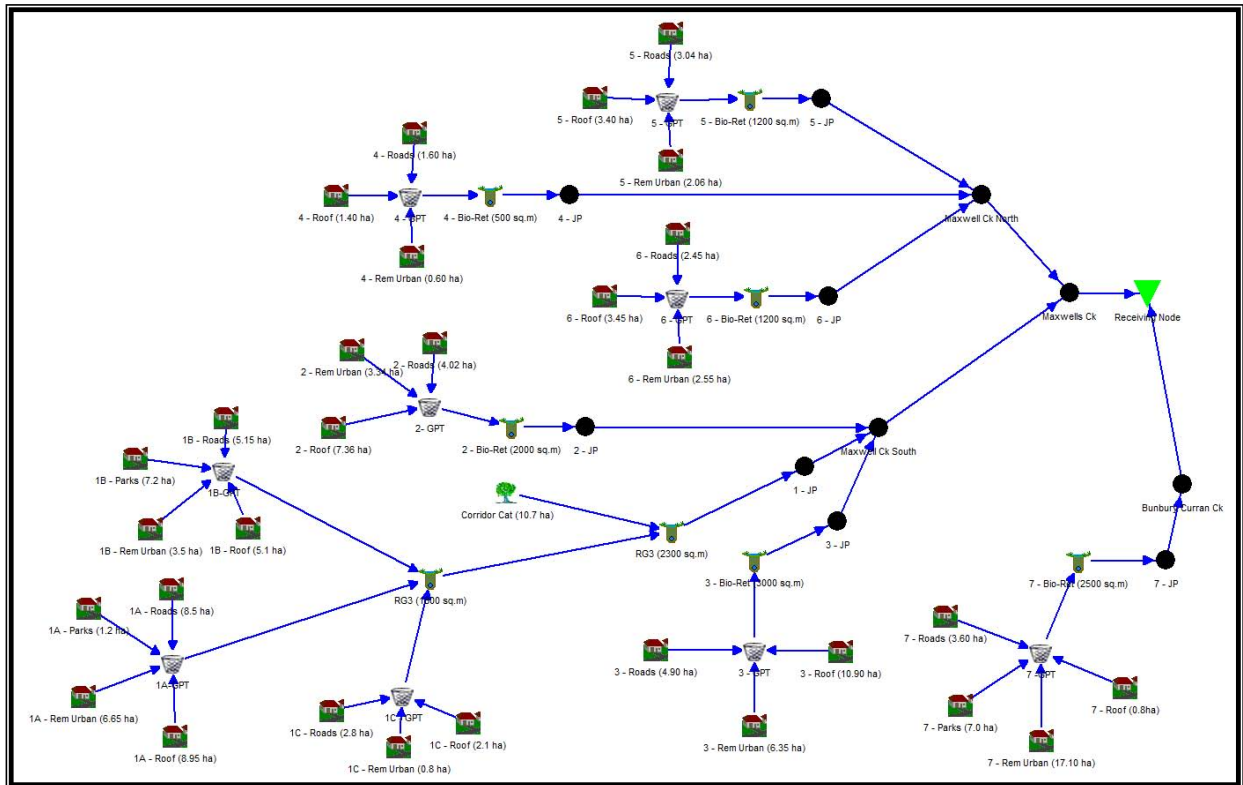 5 - Roads (3.04 ha)
5 - Roof (3.40 ha)
5 - GPT
5 - Bio-Ret (1200 sq.m)
5 - JP
5 - Rem Urban (2.06 ha)
4 - Roads (1.60 ha)
4 - Roof (1.40 ha)
4 - GPT
4 - Bio-Ret (500 sq.m)
4 - JP
4 - Rem Urban (0.60 ha)
Maxwell Ck North
6 - Roads (2.45 ha)
6 - Roof (3.45 ha)
6 - GPT
6 - Bio-Ret (1200 sq.m)
6 - JP
6 - Rem Urban (2.55 ha)
Maxwells Ck
Receiving Node
2 - Rem Urban (3.34 ha)
2 - Roads (4.02 ha)
2 - Roof (7.36 ha)
2- GPT
2 - Bio-Ret (2000 sq.m)
2 - JP
Maxwell Ck South
1B - Roads (5.15 ha)
1B - Parks (7.2 ha)
1B-GPT
1B - Rem Urban (3.5 ha)
1B - Roof (5.1 ha)
Corridor Cat (10.7 ha)
1 - JP
RG3 (2300 sq.m)
3 - JP
Bunbury Curran Ck
1A - Roads (8.5 ha)
1A - Parks (1.2 ha)
1A-GPT
1A - Rem Urban (6.65 ha)
1A - Roof (8.95 ha)
3 - Bio-Ret (3000 sq.m)
7 - Bio-Ret (2500 sq.m)
7 - JP
3 - Roads (4.90 ha)
3 - GPT
3 - Roof (10.90 ha)
3 - Rem Urban (6.35 ha)
7 - Roads (3.60 ha)
7 - GPT
7 - Roof (0.8ha)
7 - Parks (7.0 ha)
7 - Rem Urban (17.10 ha)
1C - Roads (2.8 ha)
1C - Roof (2.1 ha)
1C - Rem Urban (0.8 ha)